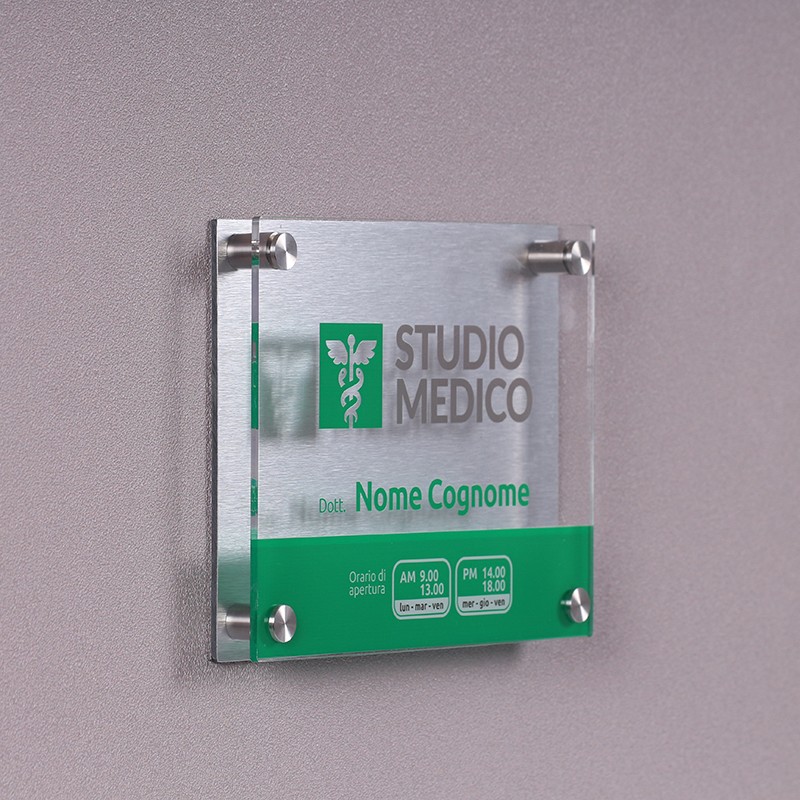 STUDIO
MEDICO
Dott. Nome Cognome
Orario di
apertura
AM 9.00
13.00
lun - mar - ven
PM 14.00
18.00
mer - gio - ven